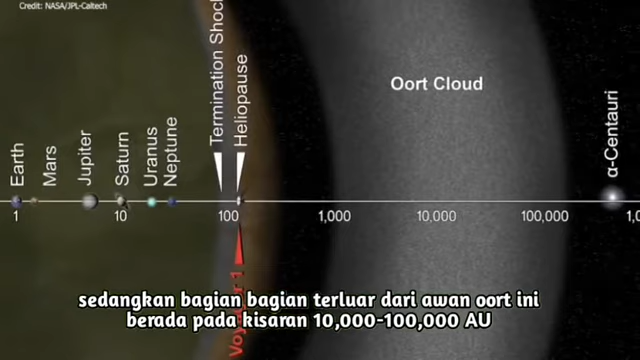 Credit: NASA/JPL-Caltech
Termination Shock
Heliopause
Oort Cloud
Earth
Mars
Jupiter
Saturn
Uranus
Neptune
α-Centauri
1
10
100
1,000
10,000
100,000
Voyager 1
sedangkan bagian bagian terluar dari awan oort ini
berada pada kisaran 10,000-100,000 AU